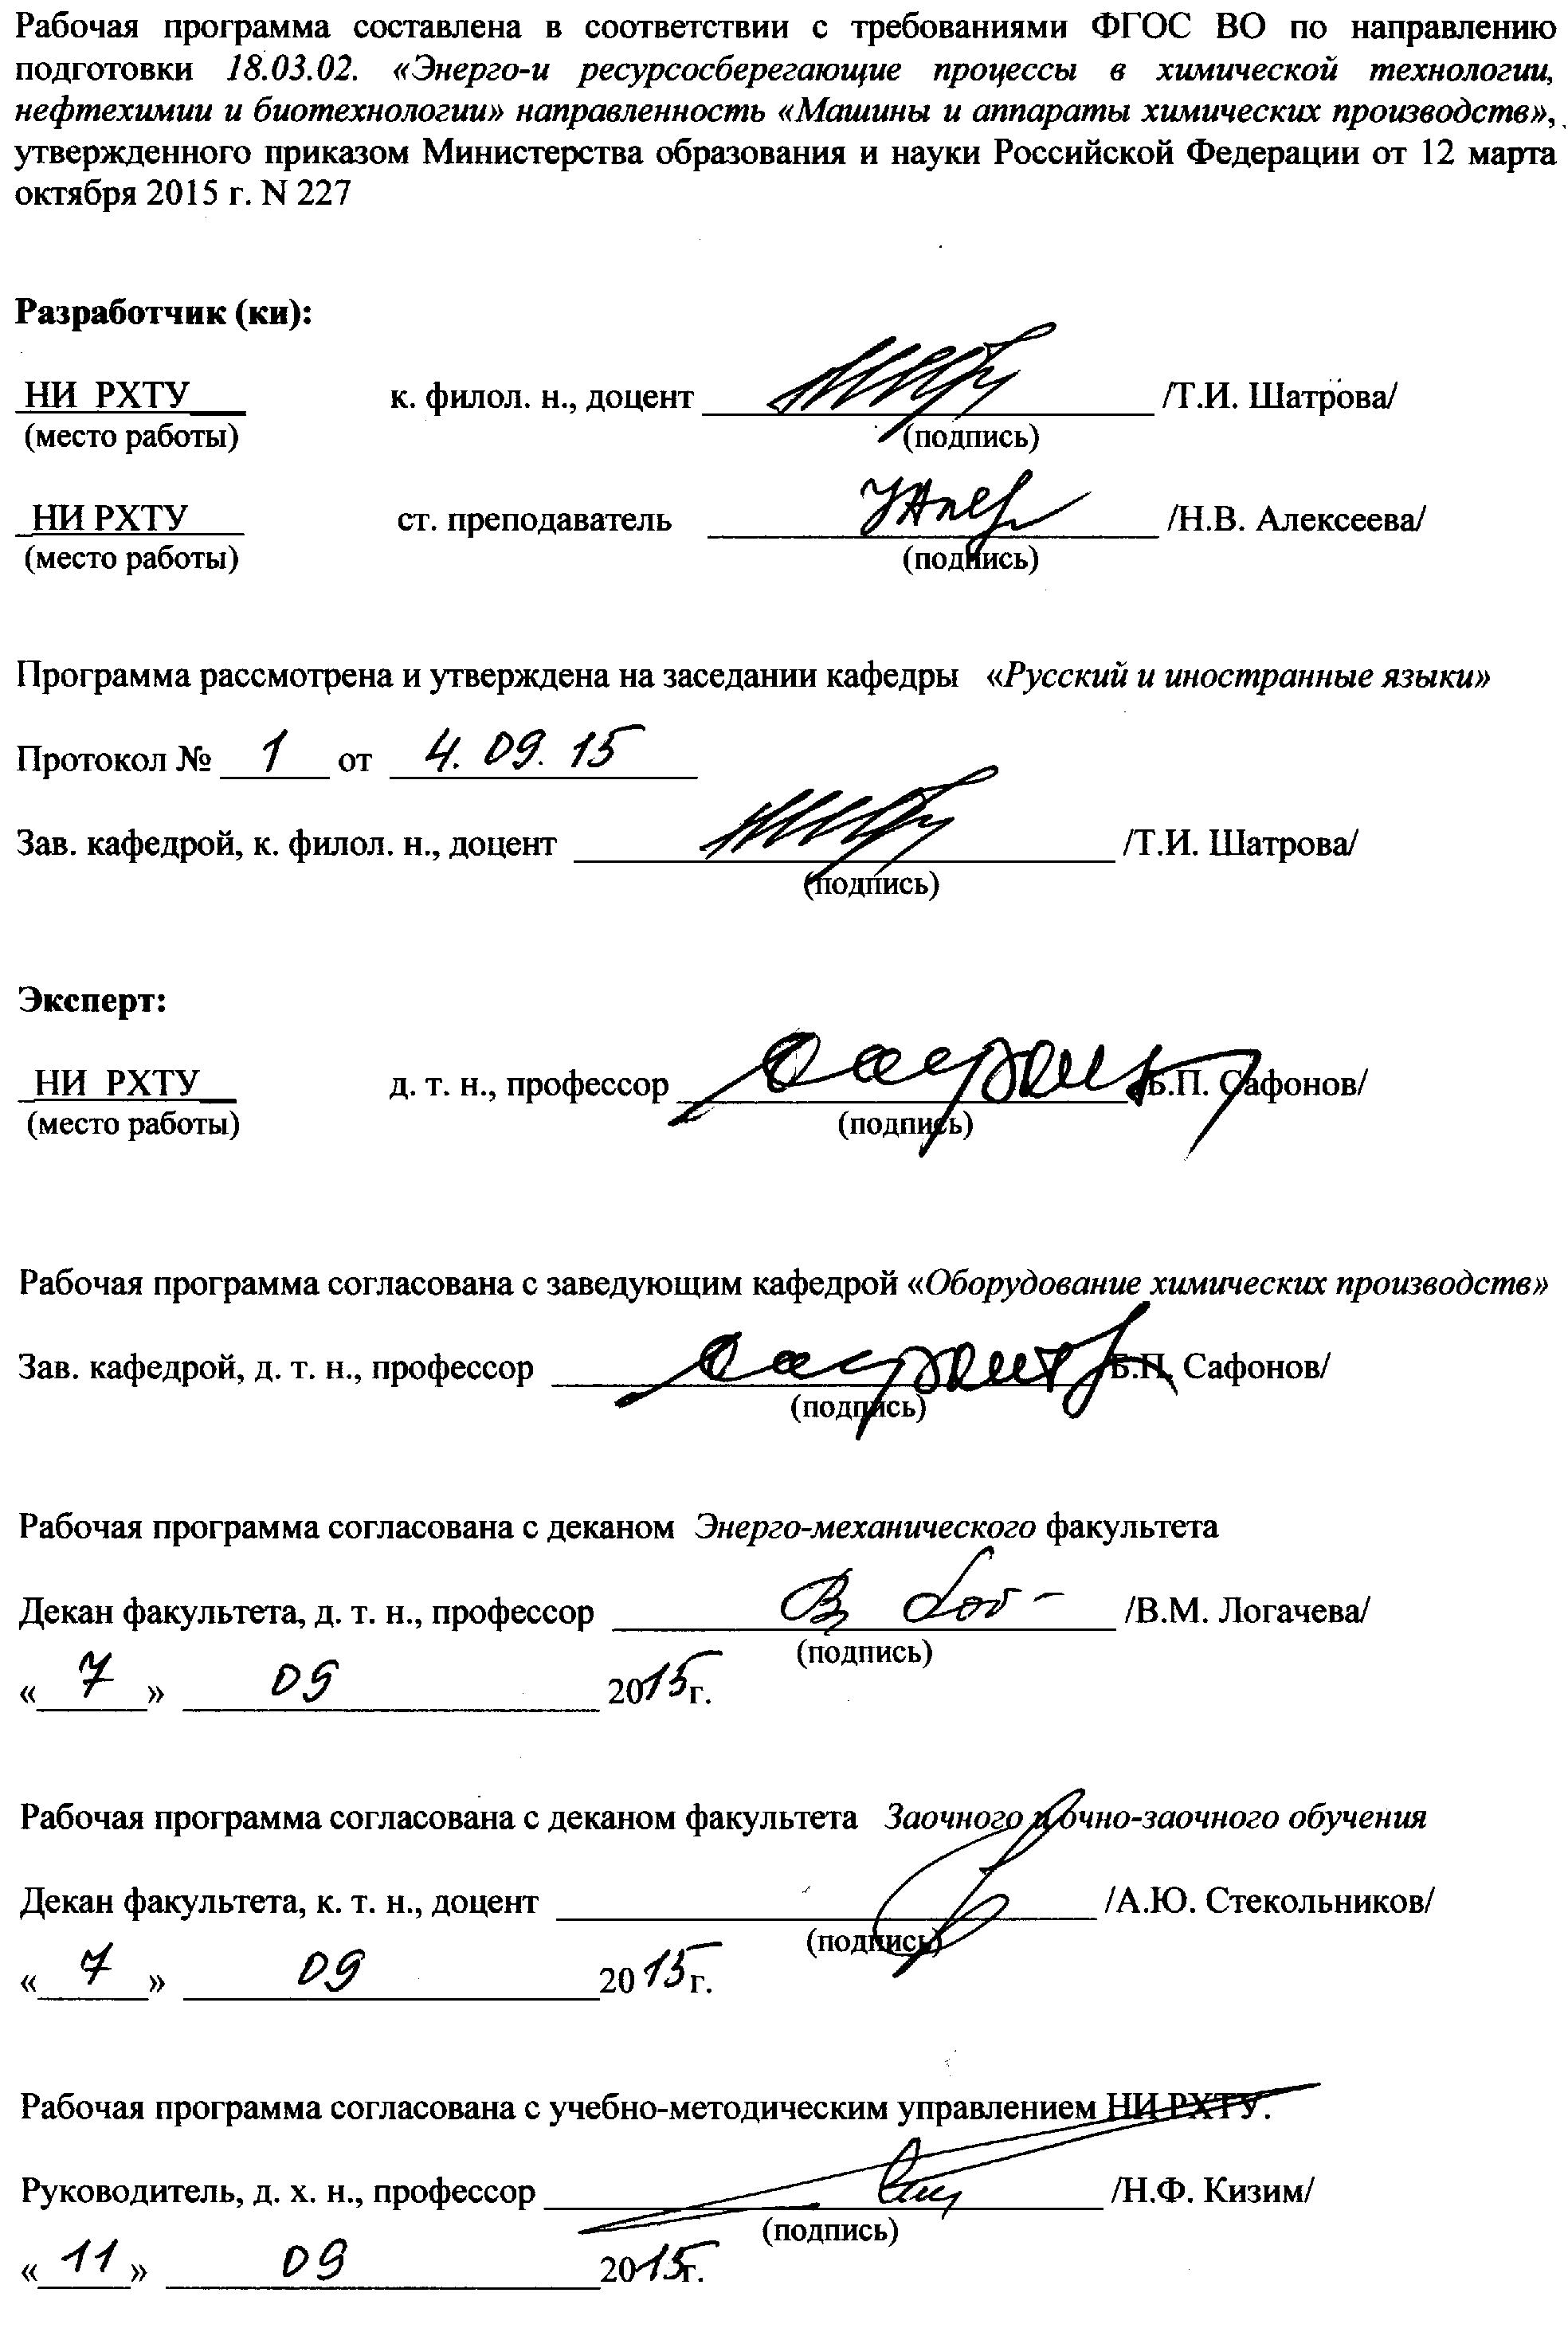 Рабочая программа составлена в соответствии с требованиями ФГОС ВО по направлению
подготовки 18.03.02. «Энерго-и ресурсосберегающие процессы в химической технологии,
нефтехимии и биотехнологии» направленность «Машины и аппараты химических производств»,
утвержденного приказом Министерства образования и науки Российской Федерации от 12 марта
октября 2015 г. N 227
Разработчик (ки):
НИ РХТУ к. филол. н., доцент /Т.И. Шатрова/
(место работы) (подпись)
НИ РХТУ ст. преподаватель /Н.В. Алексеева/
(место работы) (подпись)
Программа рассмотрена и утверждена на заседании кафедры «Русский и иностранные языки»
Протокол № 1 от 4. 09. 15
Зав. кафедрой, к. филол. н., доцент /Т.И. Шатрова/
(подпись)
Эксперт:
НИ РХТУ д. т. н., профессор Б.П. Сафонов/
(место работы) (подпись)
Рабочая программа согласована с заведующим кафедрой «Оборудование химических производств»
Зав. кафедрой, д. т. н., профессор Б.П. Сафонов/
(подпись)
Рабочая программа согласована с деканом Энерго-механического факультета
Декан факультета, д. т. н., профессор /В.М. Логачева/
(подпись)
« 7 » 09 2015г.
Рабочая программа согласована с деканом факультета Заочного и очно-заочного обучения
Декан факультета, к. т. н., доцент /А.Ю. Стекольников/
(подпись)
« 7 » 09 2015г.
Рабочая программа согласована с учебно-методическим управлением НИ РХТУ.
Руководитель, д. х. н., профессор /Н.Ф. Кизим/
(подпись)
« 11 » 09 2015г.